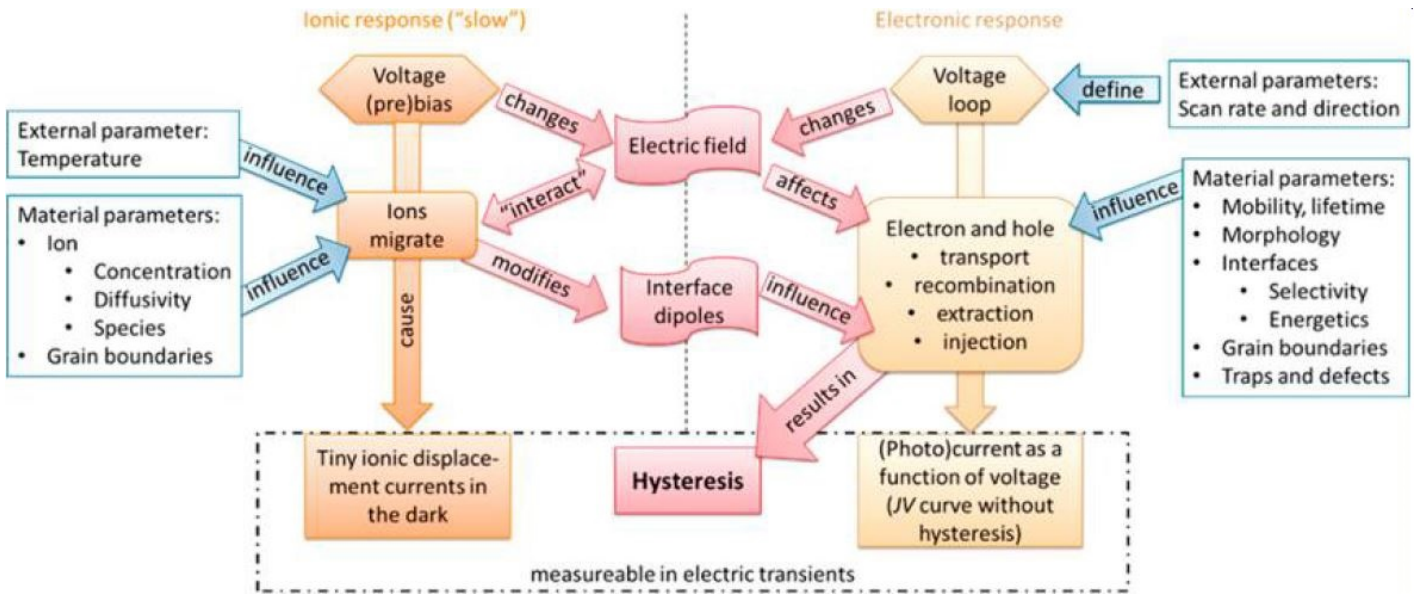 Ionic response ("slow")
Electronic response
Voltage
(pre)bias
changes
Electric field
changes
Voltage
loop
define
External parameters:
Scan rate and direction
External parameter:
Temperature
influence
"interact"
affects
Ions
migrate
Material parameters:
• Ion
• Concentration
• Diffusivity
• Species
• Grain boundaries
influence
modifies
Interface
dipoles
influence
Electron and hole
• transport
• recombination
• extraction
• injection
influence
Material parameters:
• Mobility, lifetime
• Morphology
• Interfaces
• Selectivity
• Energetics
• Grain boundaries
• Traps and defects
cause
results in
Tiny ionic displace-
ment currents in
the dark
Hysteresis
(Photo)current as a
function of voltage
(JV curve without
hysteresis)
measureable in electric transients